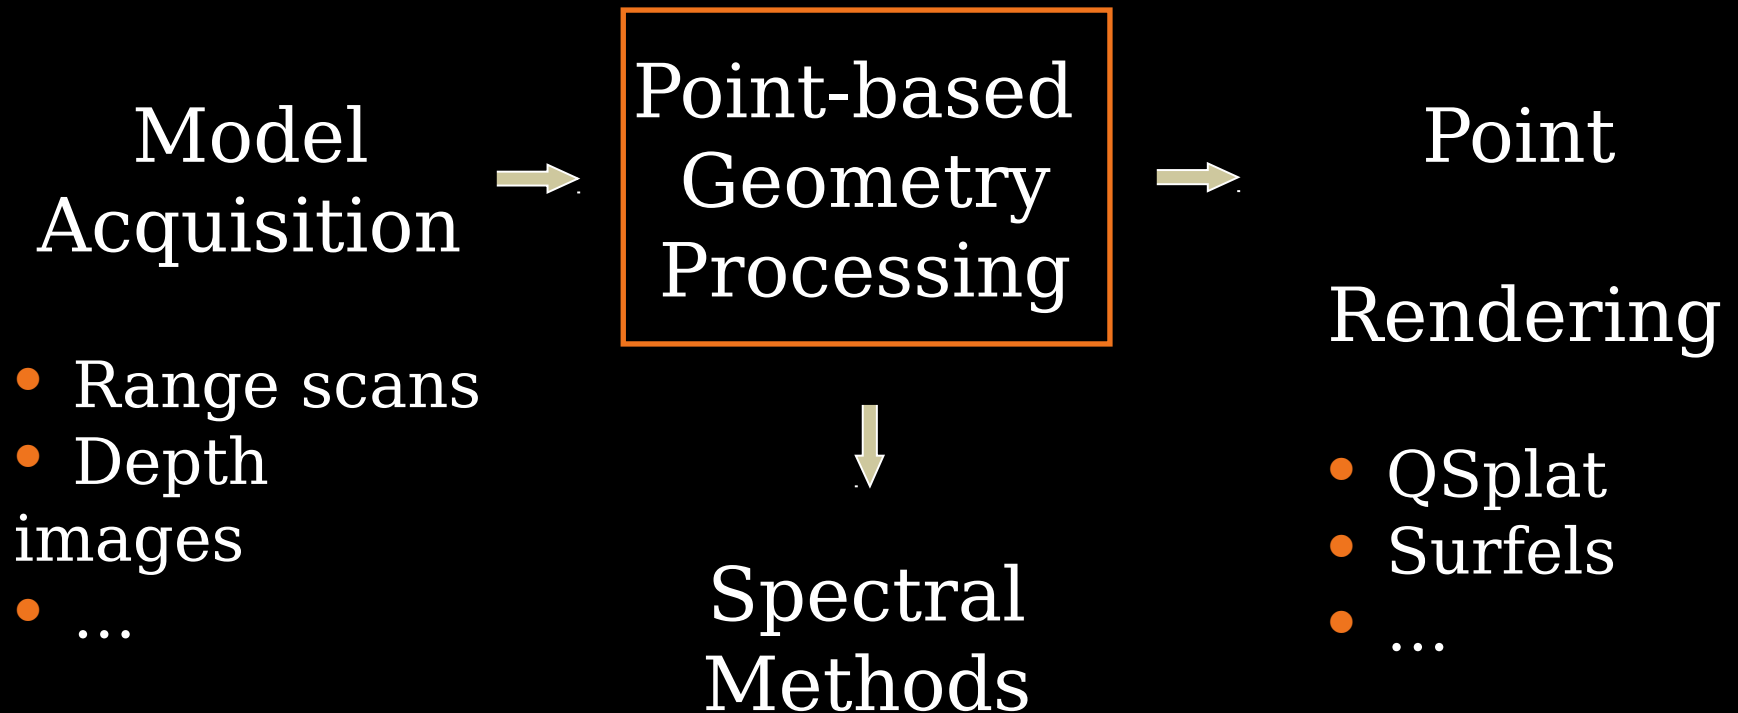 Model
Acquisition
• Range scans
• Depth
images
• ...
Point-based
Geometry
Processing
Spectral
Methods
Point
Rendering
• QSplat
• Surfels
• ...